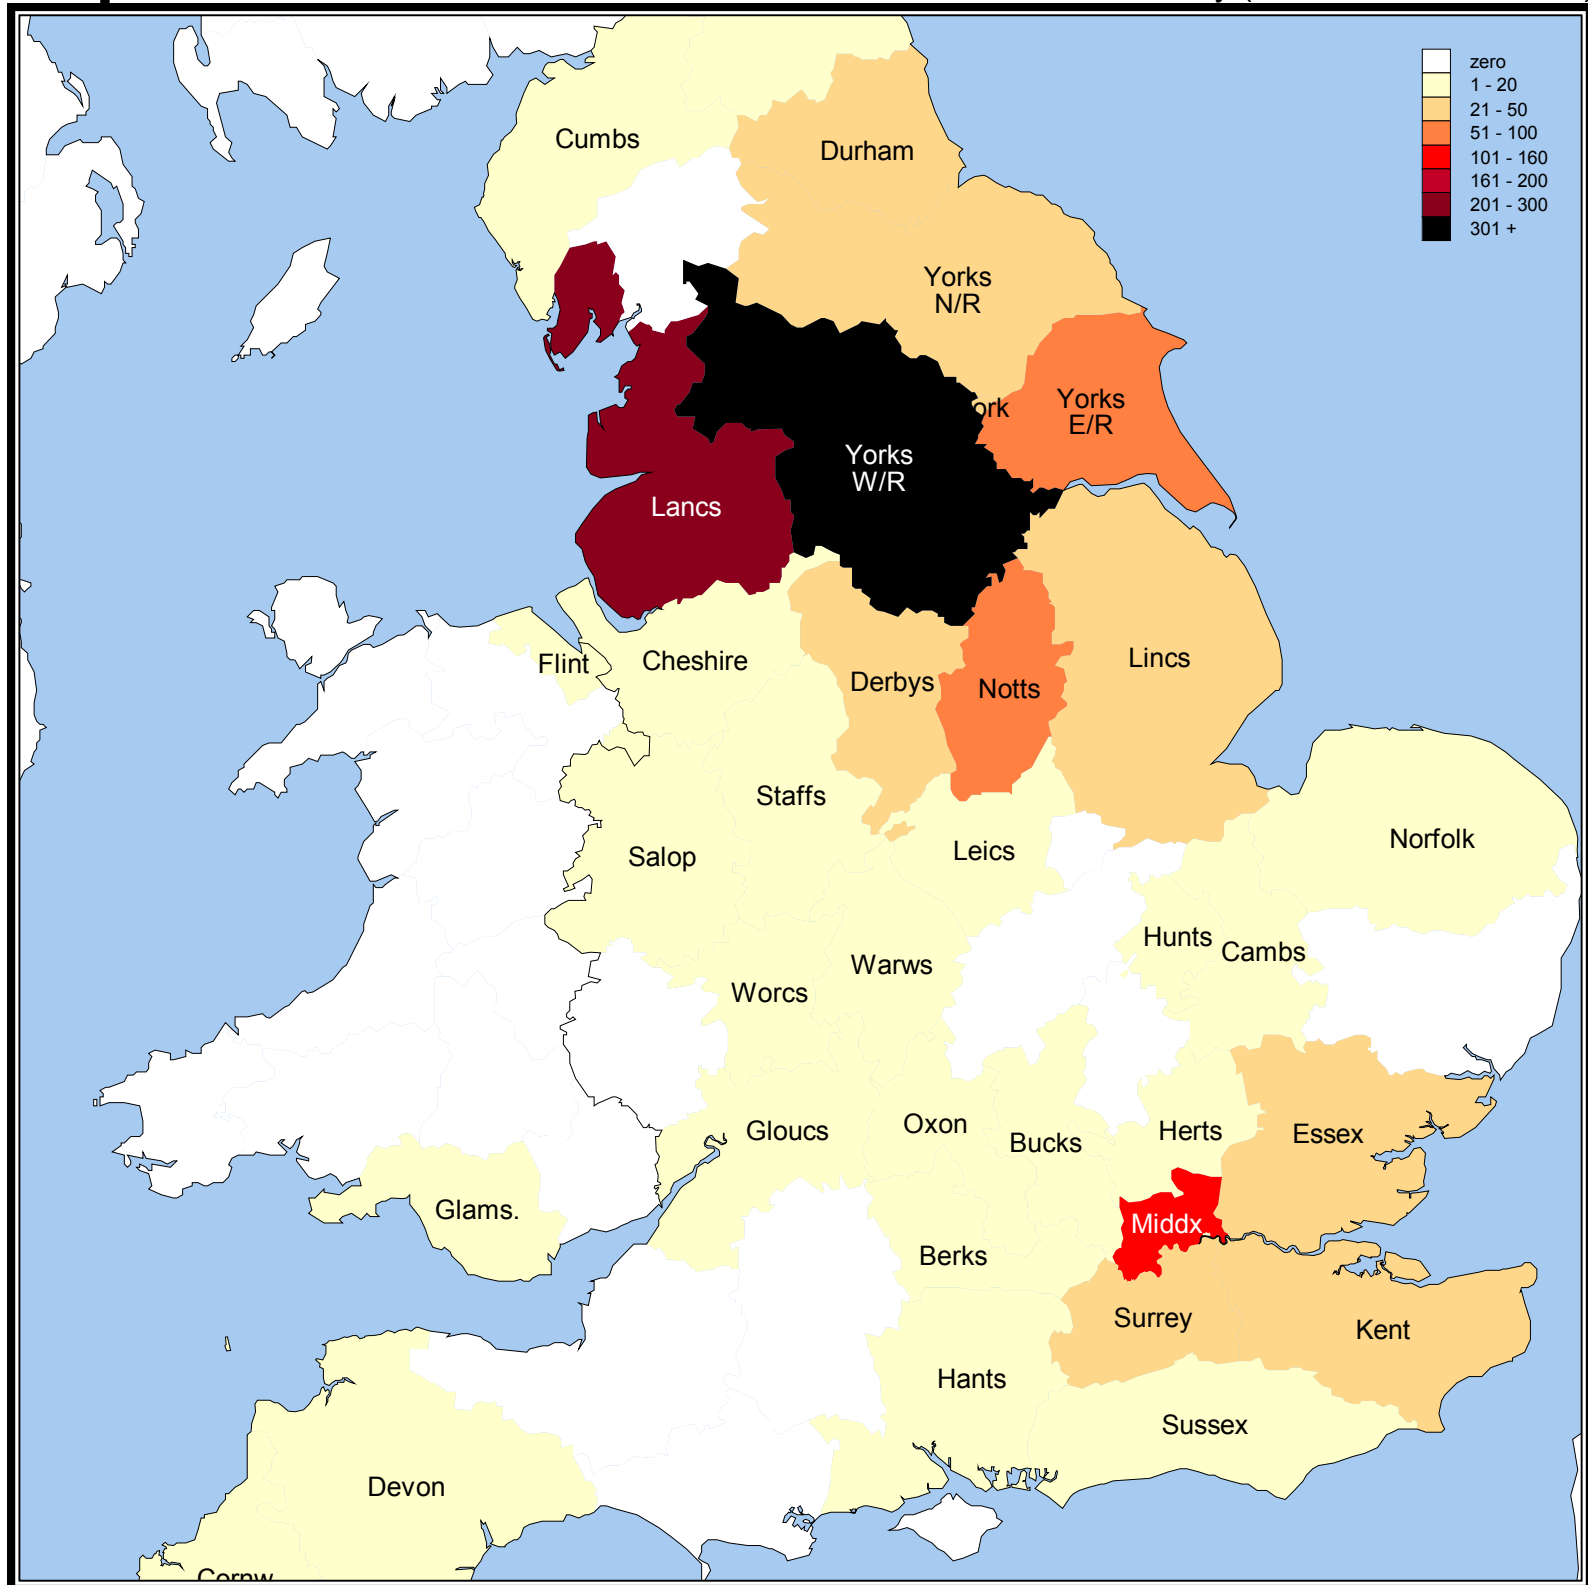 zero
1 - 20
21 - 50
51 - 100
101 - 160
161 - 200
201 - 300
301 +
Cumbs
Durham
Yorks
N/R
ork
Yorks
E/R
Yorks
W/R
Lancs
Flint
Cheshire
Derbys
Notts
Lincs
Staffs
Salop
Leics
Norfolk
Hunts
Cambs
Warws
Worcs
Gloucs
Oxon
Bucks
Herts
Essex
Glams.
Middx.
Berks
Surrey
Kent
Hants
Sussex
Devon
Cornw